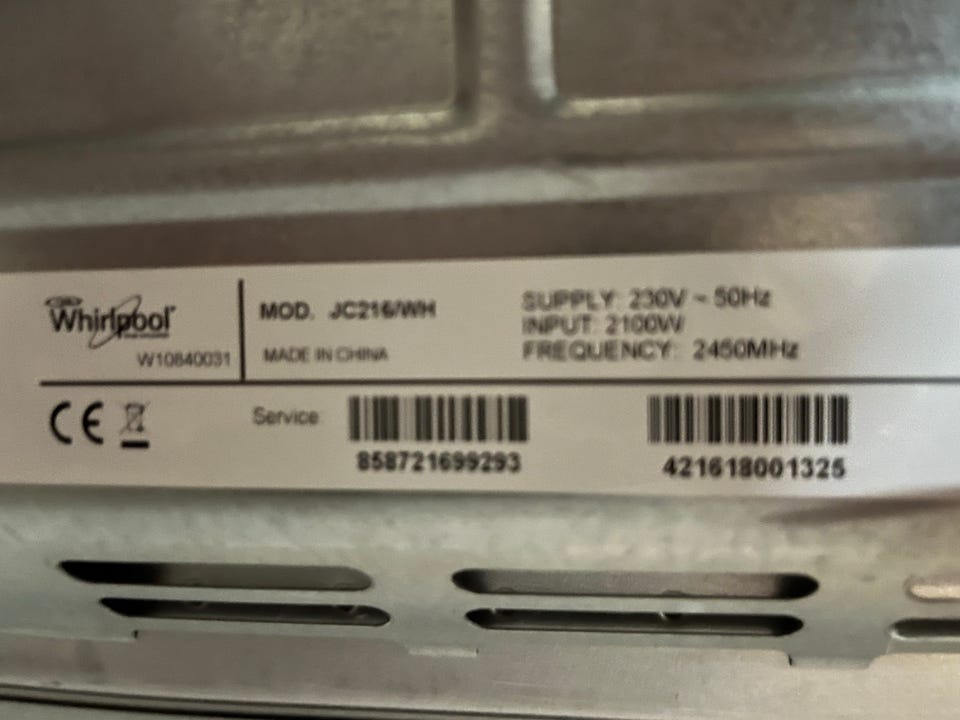 Whirlpool
W10840031
MOD. JC216/WH
MADE IN CHINA
SUPPLY: 230V ~ 50Hz
INPUT: 2100W
FREQUENCY: 2450MHz
CE
Service:
858721699293
421618001325